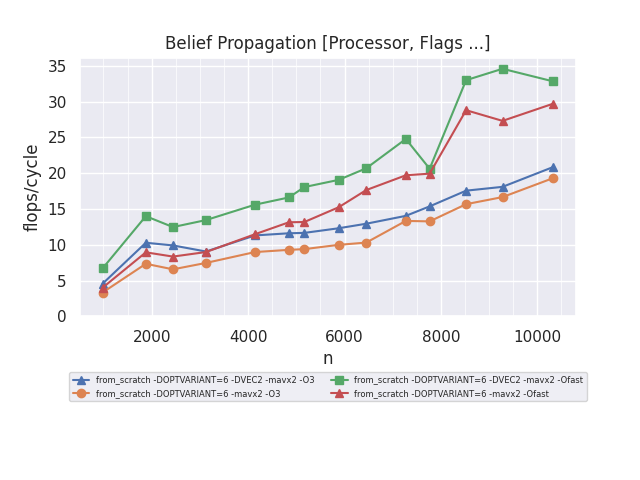 Belief Propagation [Processor, Flags ...]
35
30
25
20
15
10
5
0
flops/cycle
2000 4000 6000 8000 10000
n
from_scratch -DOPTVARIANT=6 -DVEC2 -mavx2 -O3
from_scratch -DOPTVARIANT=6 -mavx2 -O3
from_scratch -DOPTVARIANT=6 -DVEC2 -mavx2 -Ofast
from_scratch -DOPTVARIANT=6 -mavx2 -Ofast